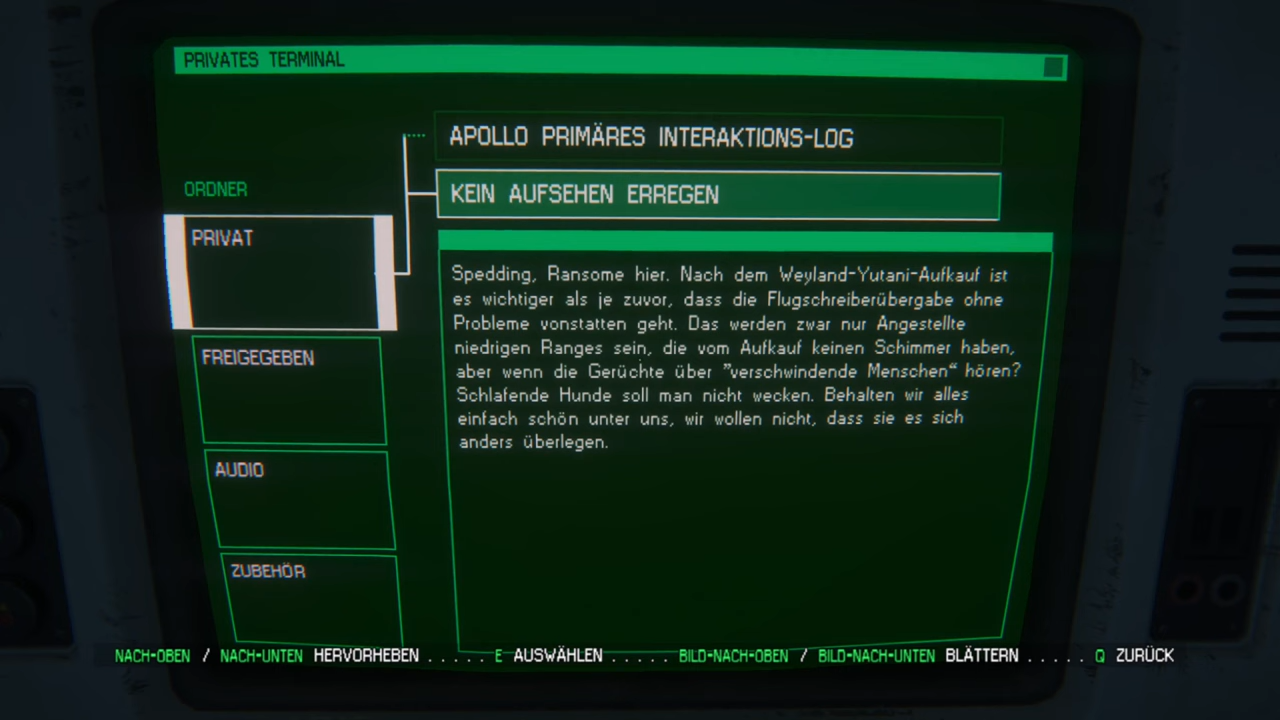 PRIVATES TERMINAL
APOLLO PRIMÄRES INTERAKTIONS-LOG
KEIN AUFSEHEN ERREGEN
ORDNER
PRIVAT
FREIGEGEBEN
AUDIO
ZUBEHÖR
Spedding, Ransome hier. Nach dem Weyland-Yutani-Aufkauf ist
es wichtiger als je zuvor, dass die Flugschreiberübergabe ohne
Probleme vonstatten geht. Das werden zwar nur Angestellte
niedrigen Ranges sein, die vom Aufkauf keinen Schimmer haben,
aber wenn die Gerüchte über "verschwindende Menschen“ hören?
Schlafende Hunde soll man nicht wecken. Behalten wir alles
einfach schön unter uns, wir wollen nicht, dass sie es sich
anders überlegen.
NACH-OBEN / NACH-UNTEN HERVORHEBEN ..... E AUSWÄHLEN ..... BILD-NACH-OBEN / BILD-NACH-UNTEN BLÄTTERN ..... Q ZURÜCK